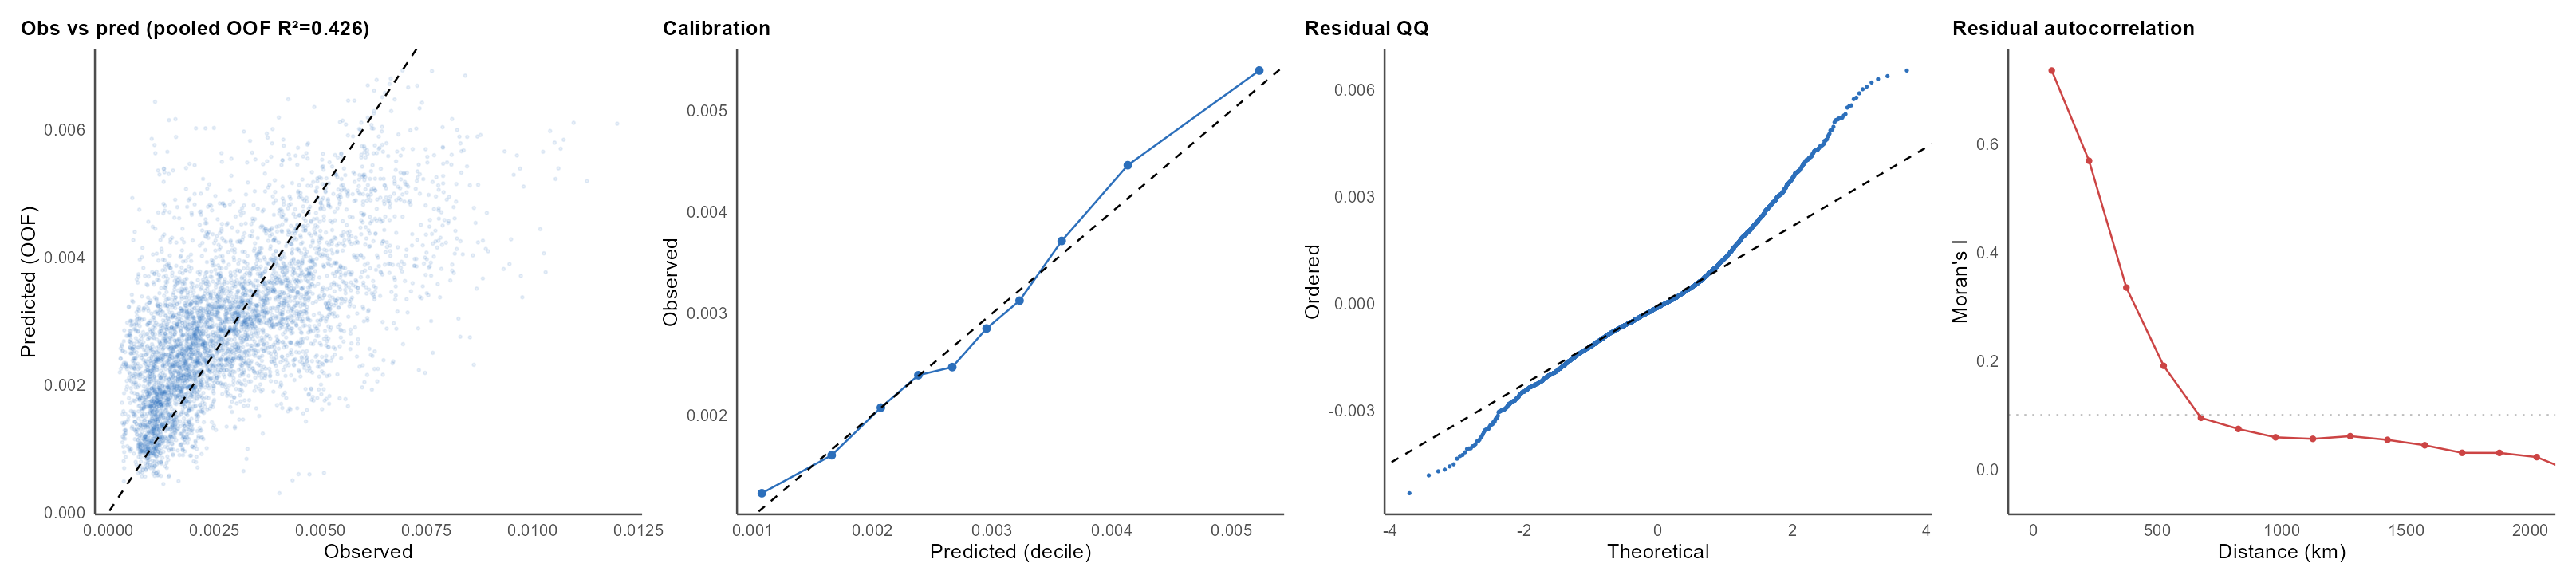 Obs vs pred (pooled OOF R²=0.426)
Predicted (OOF)
0.006
0.004
0.002
0.000
0.0000 0.0025 0.0050 0.0075 0.0100 0.0125
Observed
Calibration
Observed
0.005
0.004
0.003
0.002
0.001 0.002 0.003 0.004 0.005
Predicted (decile)
Residual QQ
Ordered
0.006
0.003
0.000
-0.003
-4 -2 0 2 4
Theoretical
Residual autocorrelation
Moran's I
0.6
0.4
0.2
0.0
0 500 1000 1500 2000
Distance (km)